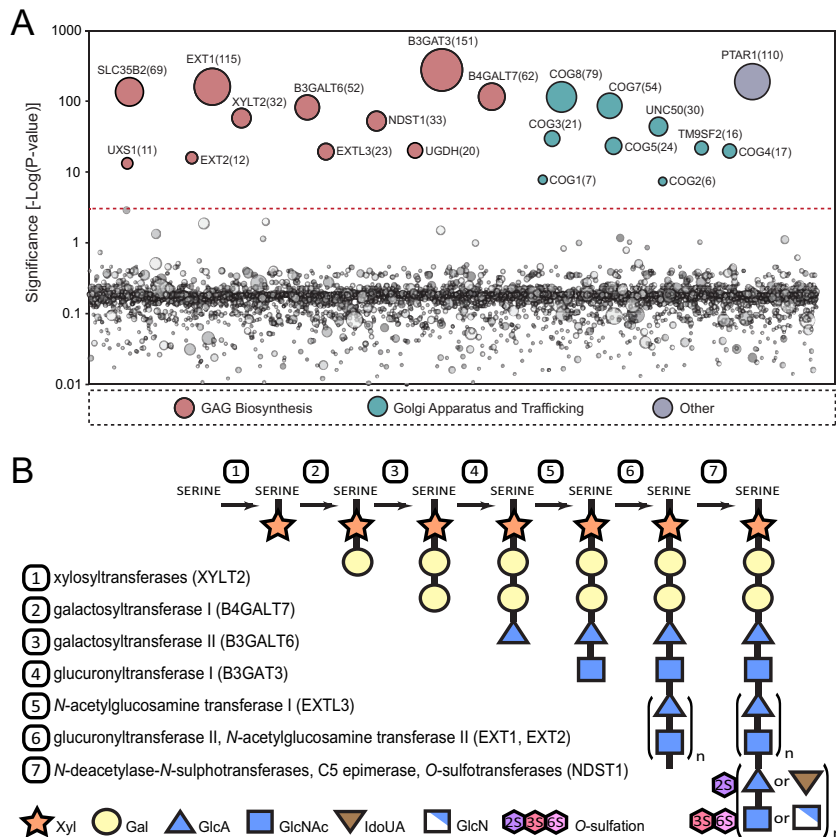 A
Significance [-Log(P-value)]
1000
100
10
1
0.1
0.01
B3GAT3(151)
EXT1(115)
PTAR1(110)
SLC35B2(69)
B3GALT6(52)
B4GALT7(62)
COG8(79)
COG7(54)
XYLT2(32)
NDST1(33)
UNC50(30)
COG3(21)
TM9SF2(16)
UXS1(11)
EXT2(12)
EXTL3(23)
UGDH(20)
COG5(24)
COG4(17)
COG1(7)
COG2(6)
GAG Biosynthesis
Golgi Apparatus and Trafficking
Other
B
1 2 3 4 5 6 7
SERINE SERINE SERINE SERINE SERINE SERINE SERINE SERINE
1 xylosyltransferases (XYLT2)
2 galactosyltransferase I (B4GALT7)
3 galactosyltransferase II (B3GALT6)
4 glucuronyltransferase I (B3GAT3)
5 N-acetylglucosamine transferase I (EXTL3)
6 glucuronyltransferase II, N-acetylglucosamine transferase II (EXT1, EXT2)
7 N-deacetylase-N-sulphotransferases, C5 epimerase, O-sulfotransferases (NDST1)
n
n
2S or
3S 6S or
Xyl Gal GlcA GlcNAc IdoUA GlcN 2S 3S 6S O-sulfation